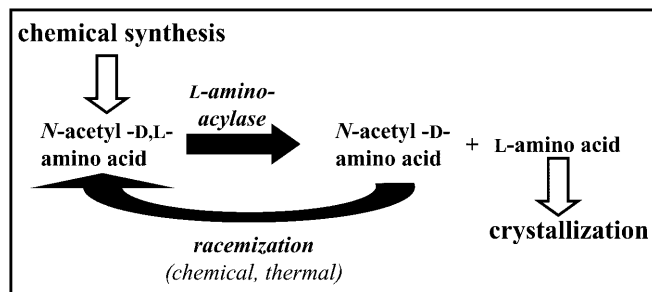 chemical synthesis
L-amino-
acylase
N-acetyl -D,L-
amino acid
N-acetyl -D-
amino acid
+
L-amino acid
racemization
(chemical, thermal)
crystallization